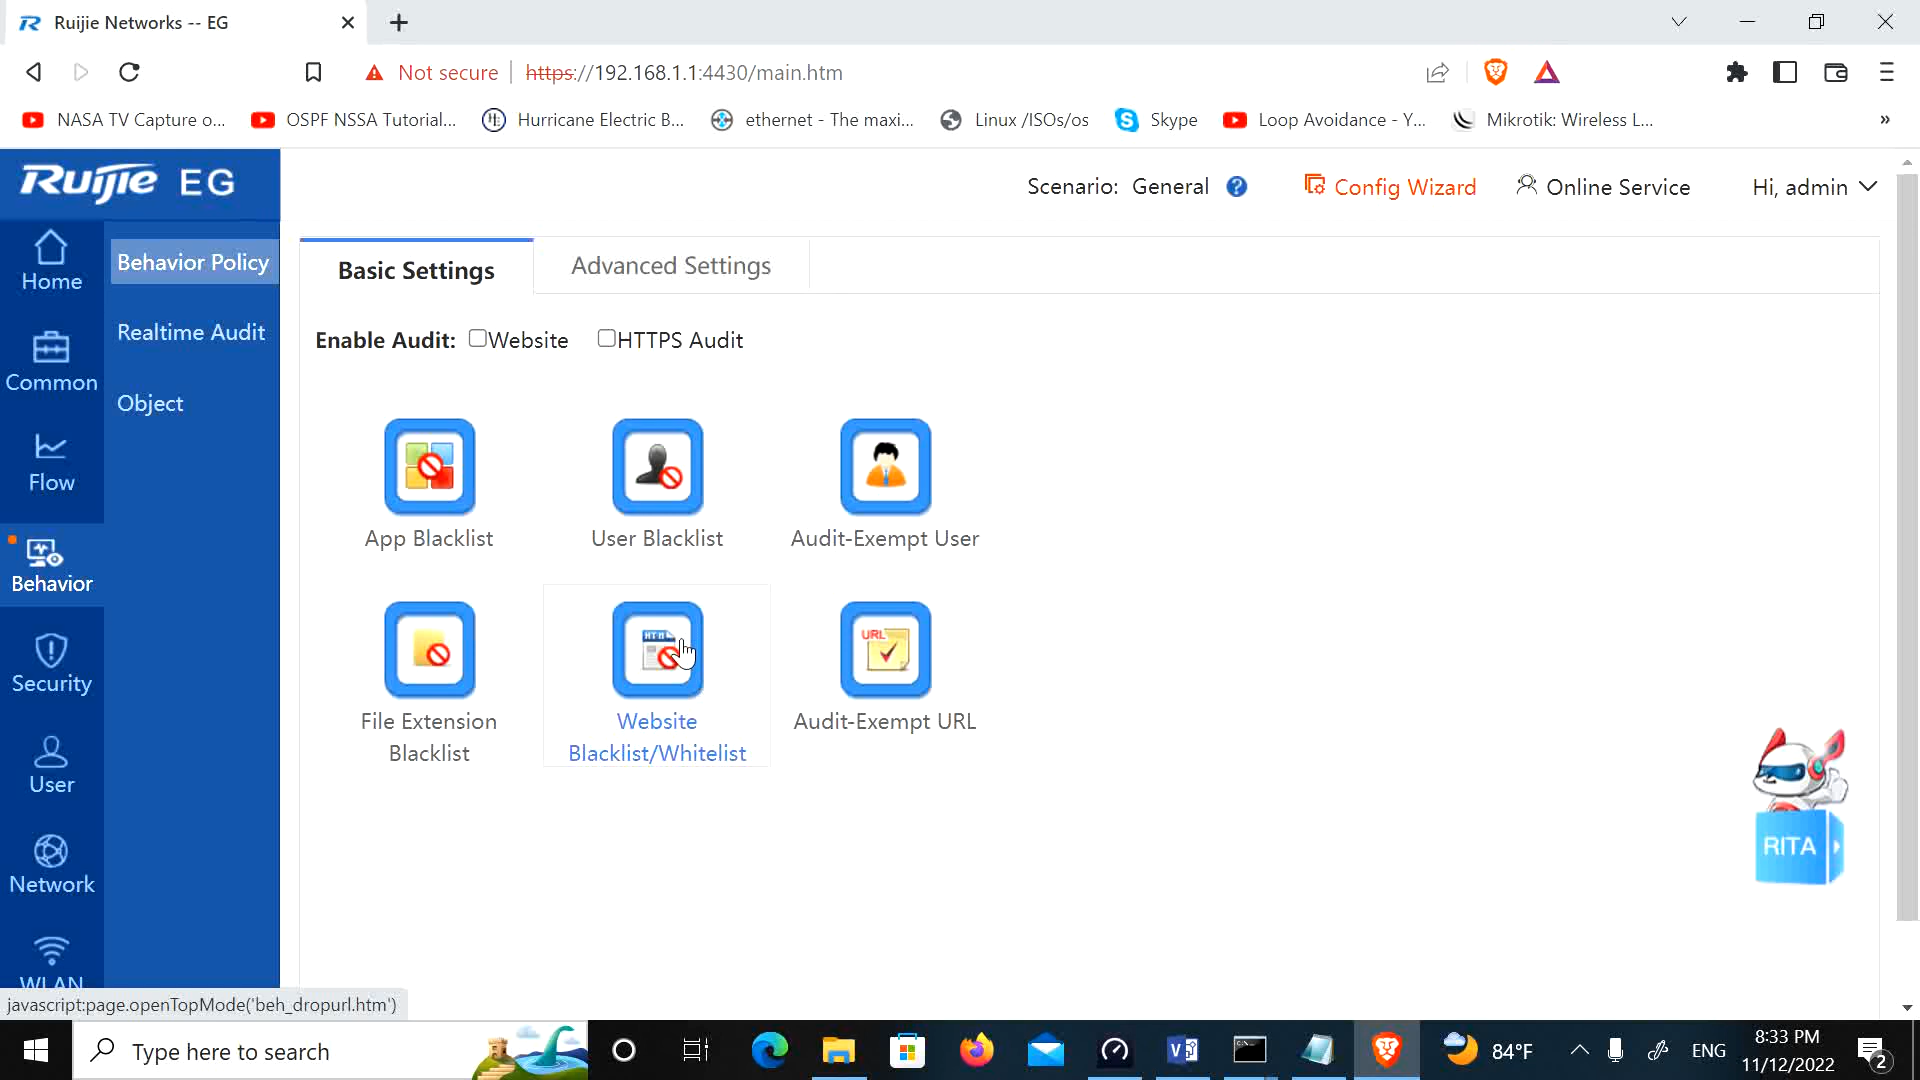 Ruijie Networks -- EG
Not secure https://192.168.1.1:4430/main.htm
NASA TV Capture o... OSPF NSSA Tutorial... Hurricane Electric B... ethernet - The maxi... Linux /ISOs/os Skype Loop Avoidance - Y... Mikrotik: Wireless L... »
Ruijie EG
Scenario: General ? Config Wizard Online Service Hi, admin
Home
Common
Flow
Behavior
Security
User
Network
WLAN
Behavior Policy
Realtime Audit
Object
Basic Settings Advanced Settings
Enable Audit: Website HTTPS Audit
App Blacklist User Blacklist Audit-Exempt User
HTML
URL
File Extension
Blacklist
Website
Blacklist/Whitelist
Audit-Exempt URL
RITA
javascript:page.openTopMode('beh_dropurl.htm')
Type here to search
84°F ENG
8:33 PM
11/12/2022
2